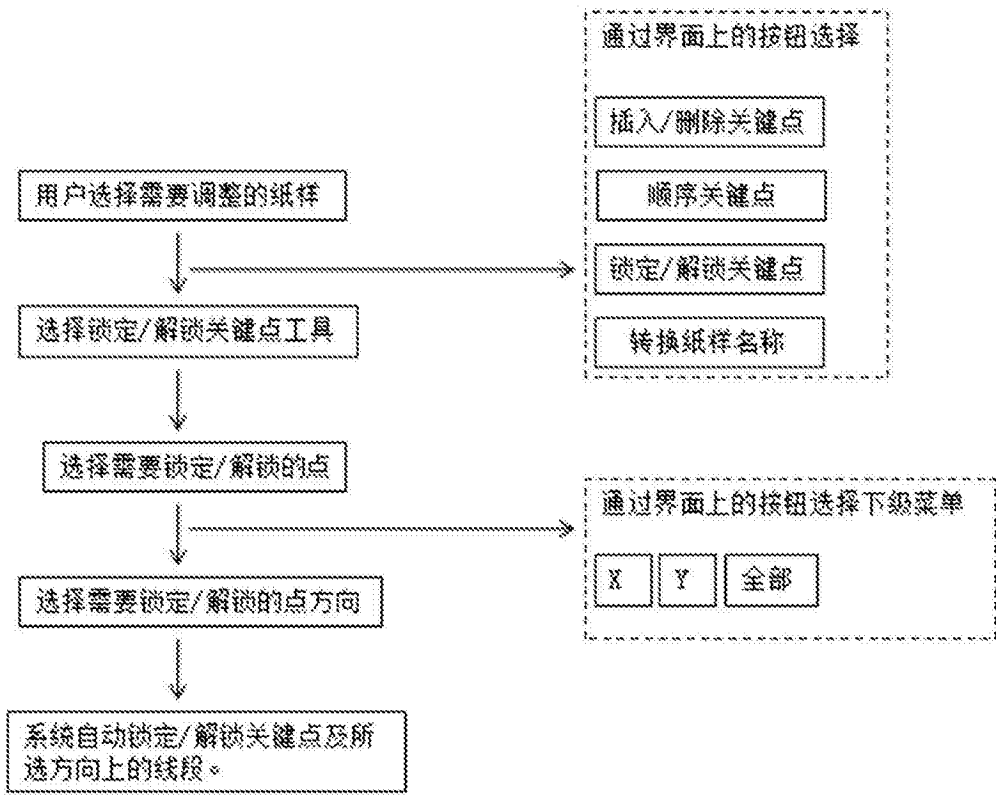 通过界面上的按钮选择
插入/删除关键点
顺序关键点
锁定/解锁关键点
转换纸样名称
用户选择需要调整的纸样
选择锁定/解锁关键点工具
选择需要锁定/解锁的点
通过界面上的按钮选择下级菜单
X
Y
全部
选择需要锁定/解锁的点方向
系统自动锁定/解锁关键点及所
选方向上的线段。